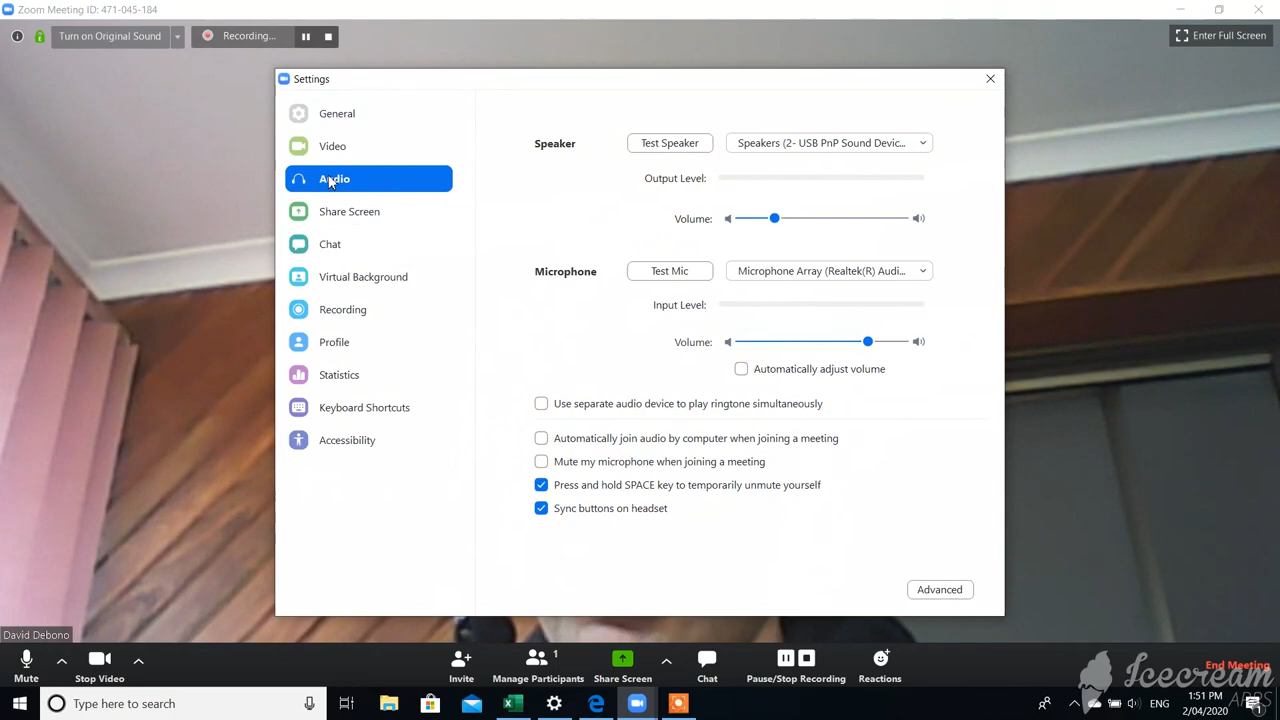 Zoom Meeting ID: 471-045-184
Turn on Original Sound
Recording...
Enter Full Screen
Settings
General
Video
Audio
Share Screen
Chat
Virtual Background
Recording
Profile
Statistics
Keyboard Shortcuts
Accessibility
Speaker
Test Speaker
Speakers (2- USB PnP Sound Devic...
Output Level:
Volume:
Microphone
Test Mic
Microphone Array (Realtek(R) Audi...
Input Level:
Volume:
Automatically adjust volume
Use separate audio device to play ringtone simultaneously
Automatically join audio by computer when joining a meeting
Mute my microphone when joining a meeting
Press and hold SPACE key to temporarily unmute yourself
Sync buttons on headset
Advanced
David Debono
Mute
Stop Video
Invite
1
Manage Participants
Share Screen
Chat
Pause/Stop Recording
Reactions
End Meeting
Icecream
APPS
Type here to search
ENG
1:51 PM
2/04/2020
1